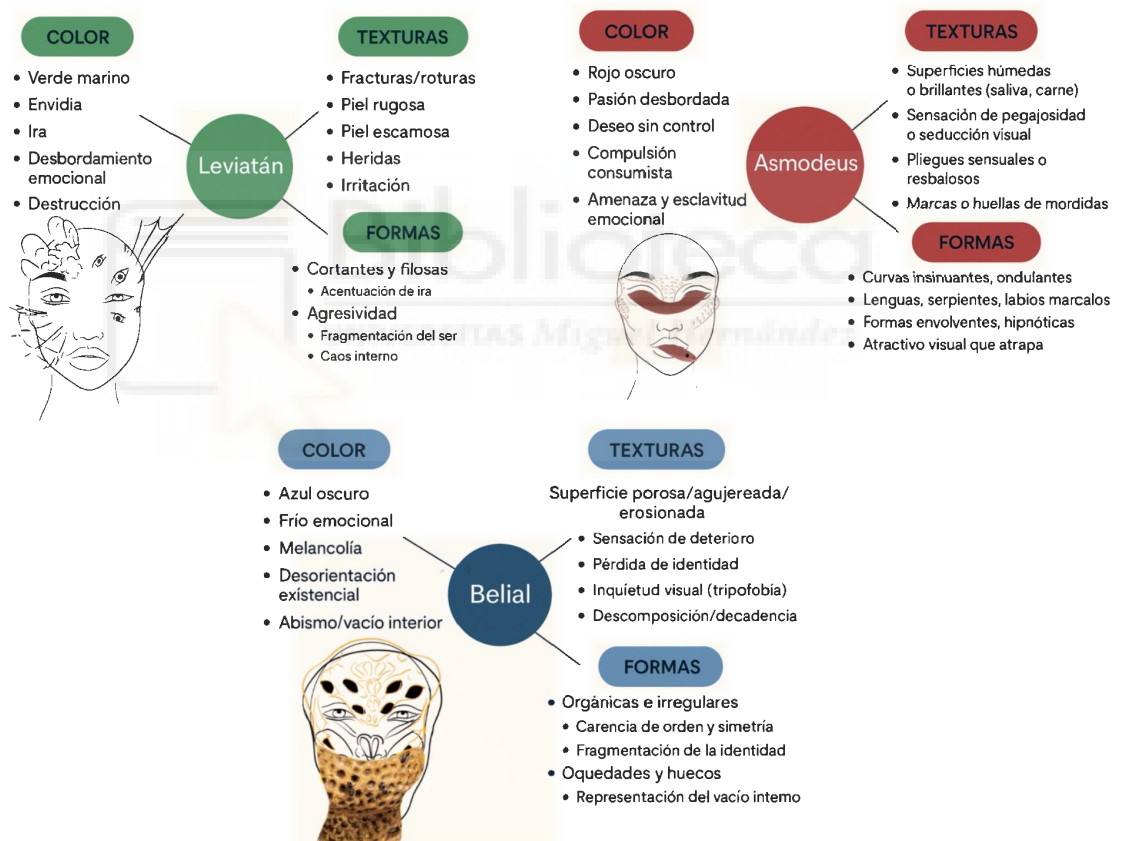 COLOR
• Verde marino
• Envidia
• Ira
• Desbordamiento
emocional
• Destrucción
TEXTURAS
• Fracturas/roturas
• Piel rugosa
• Piel escamosa
• Heridas
• Irritación
Leviatán
FORMAS
• Cortantes y filosas
• Acentuación de ira
• Agresividad
• Fragmentación del ser
• Caos interno
COLOR
• Rojo oscuro
• Pasión desbordada
• Deseo sin control
• Compulsión
consumista
• Amenaza y esclavitud
emocional
TEXTURAS
• Superficies húmedas
o brillantes (saliva, carne)
• Sensación de pegajosidad
o seducción visual
• Pliegues sensuales o
resbalosos
• Marcas o huellas de mordidas
Asmodeus
FORMAS
• Curvas insinuantes, ondulantes
• Lenguas, serpientes, labios marcalos
• Formas envolventes, hipnóticas
• Atractivo visual que atrapa
Biblioteca
UNIVERSITAS Miguel Hernández
COLOR
• Azul oscuro
• Frío emocional
• Melancolía
• Desorientación
existencial
• Abismo/vacío interior
TEXTURAS
Superficie porosa/agujereada/
erosionada
• Sensación de deterioro
• Pérdida de identidad
• Inquietud visual (tripofobía)
• Descomposición/decadencia
Belial
FORMAS
• Orgánicas e irregulares
• Carencia de orden y simetría
• Fragmentación de la identidad
• Oquedades y huecos
• Representación del vacío interno